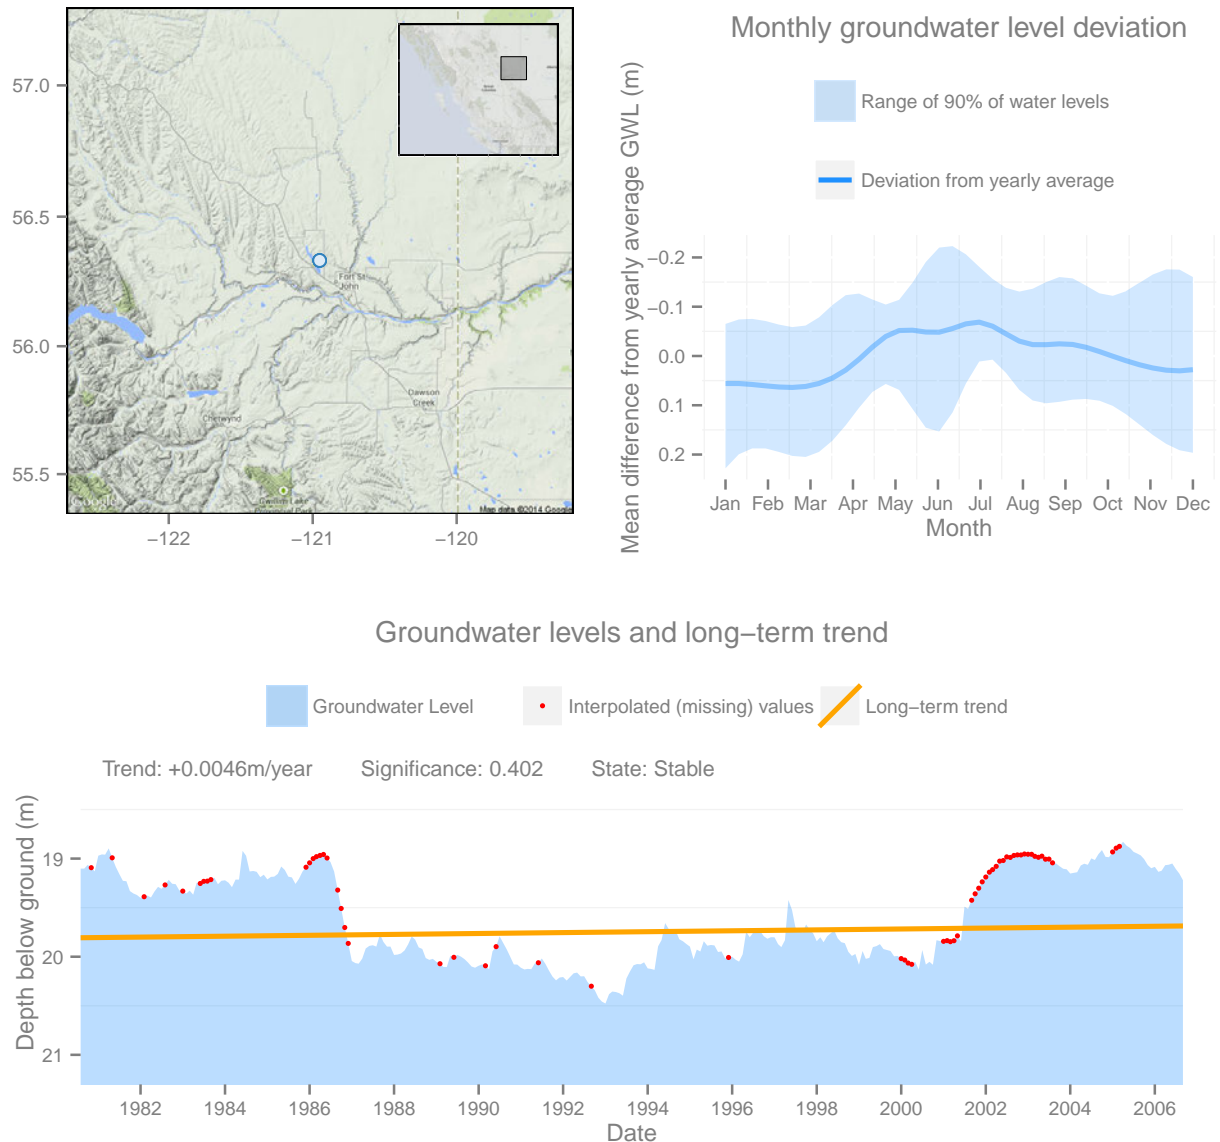 57.0
56.5
56.0
55.5
−122
−121
−120
Fort St. John
Dawson Creek
Chetwynd
Google
Map data ©2014 Google
Monthly groundwater level deviation
Range of 90% of water levels
Deviation from yearly average
Mean difference from yearly average GWL (m)
−0.2
−0.1
0.0
0.1
0.2
Jan Feb Mar Apr May Jun Jul Aug Sep Oct Nov Dec
Month
Groundwater levels and long−term trend
Groundwater Level Interpolated (missing) values Long−term trend
Trend: +0.0046m/year Significance: 0.402 State: Stable
Depth below ground (m)
19
20
21
1982 1984 1986 1988 1990 1992 1994 1996 1998 2000 2002 2004 2006
Date